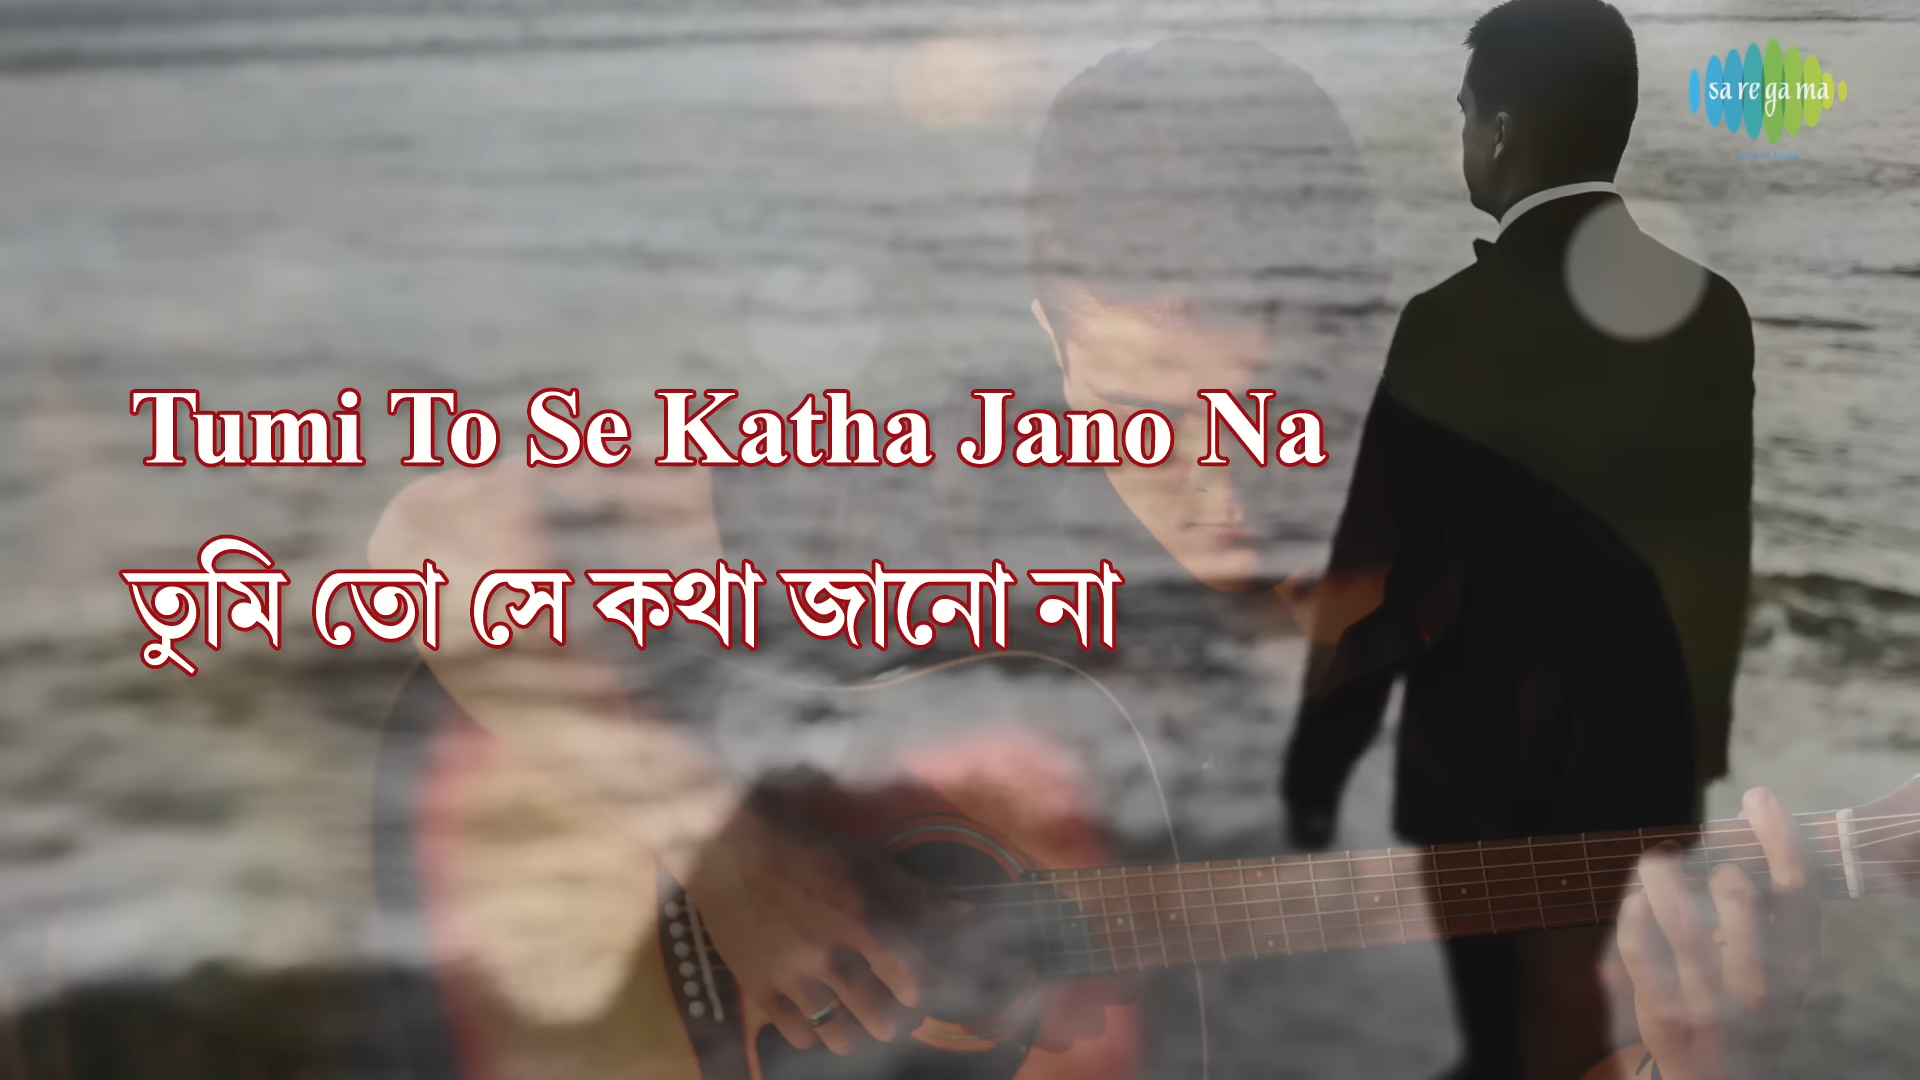 sa re ga ma
Tumi To Se Katha Jano Na
তুমি তো সে কথা জানো না